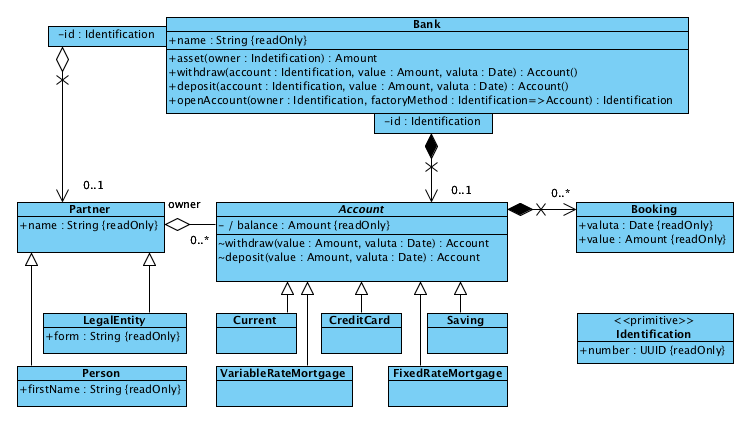 Bank
-id : Identification
+name : String {readOnly}
+asset(owner : Indetification) : Amount
+withdraw(account : Identification, value : Amount, valuta : Date) : Account()
+deposit(account : Indetification, value : Amount, valuta : Date) : Account()
+openAccount(owner : Identification, factoryMethod : Identification=>Account) : Identification
-id : Identification
0..1
0..1
0..*
owner
0..*
Partner
+name : String {readOnly}
Account
- / balance : Amount {readOnly}
~withdraw(value : Amount, valuta : Date) : Account
~deposit(value : Amount, valuta : Date) : Account
Booking
+valuta : Date {readOnly}
+value : Amount {readOnly}
LegalEntity
+form : String {readOnly}
Current
CreditCard
Saving
<<primitive>>
Identification
+number : UUID {readOnly}
Person
+firstName : String {readOnly}
VariableRateMortgage
FixedRateMortgage